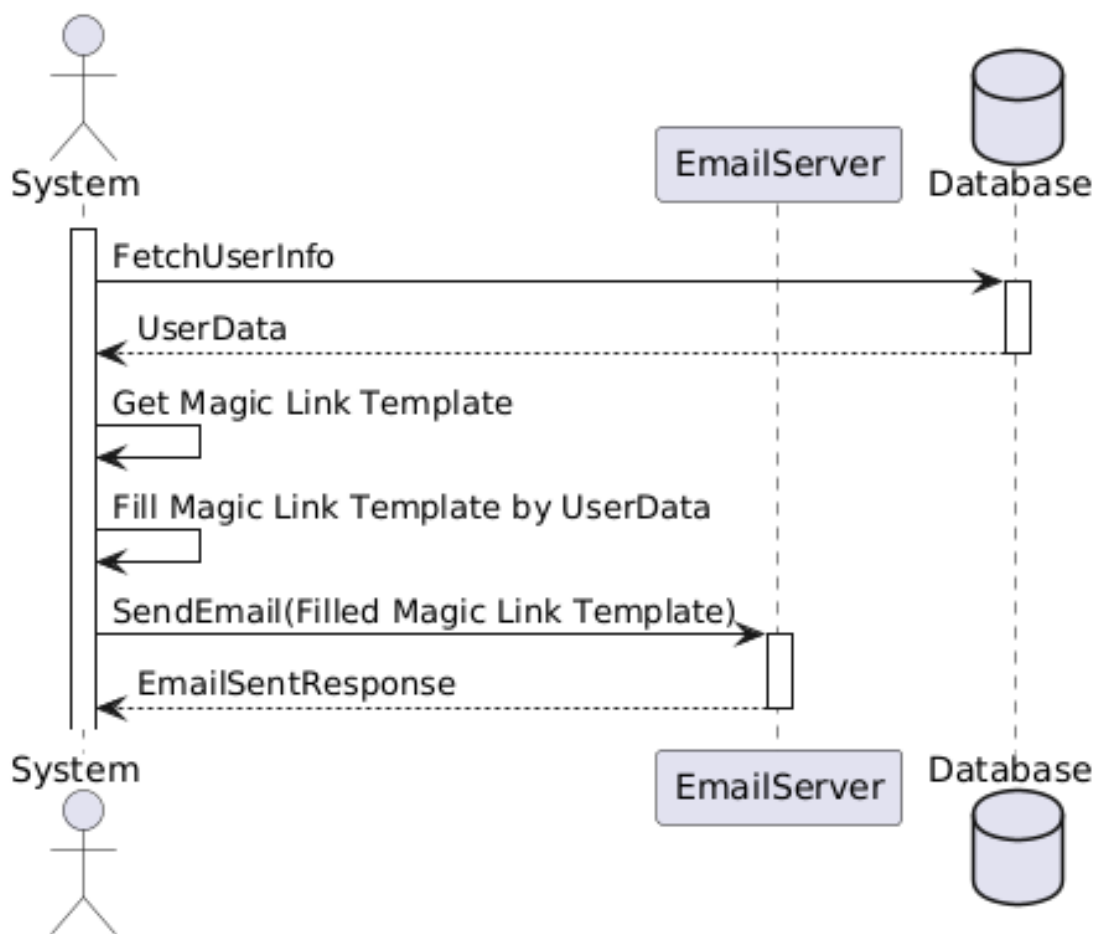 System
EmailServer
Database
FetchUserInfo
UserData
Get Magic Link Template
Fill Magic Link Template by UserData
SendEmail(Filled Magic Link Template)
EmailSentResponse
System
EmailServer
Database